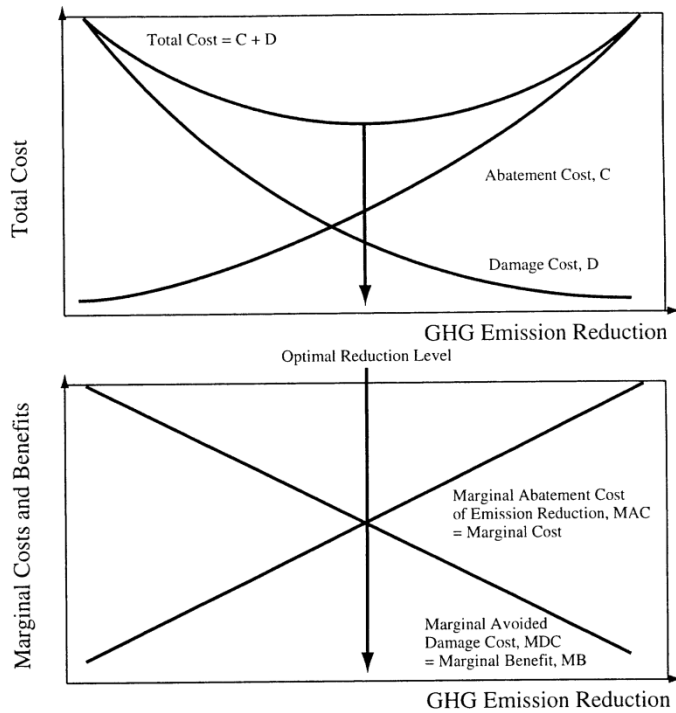 Total Cost = C + D
Total Cost
Abatement Cost, C
Damage Cost, D
GHG Emission Reduction
Optimal Reduction Level
Marginal Costs and Benefits
Marginal Abatement Cost
of Emission Reduction, MAC
= Marginal Cost
Marginal Avoided
Damage Cost, MDC
= Marginal Benefit, MB
GHG Emission Reduction